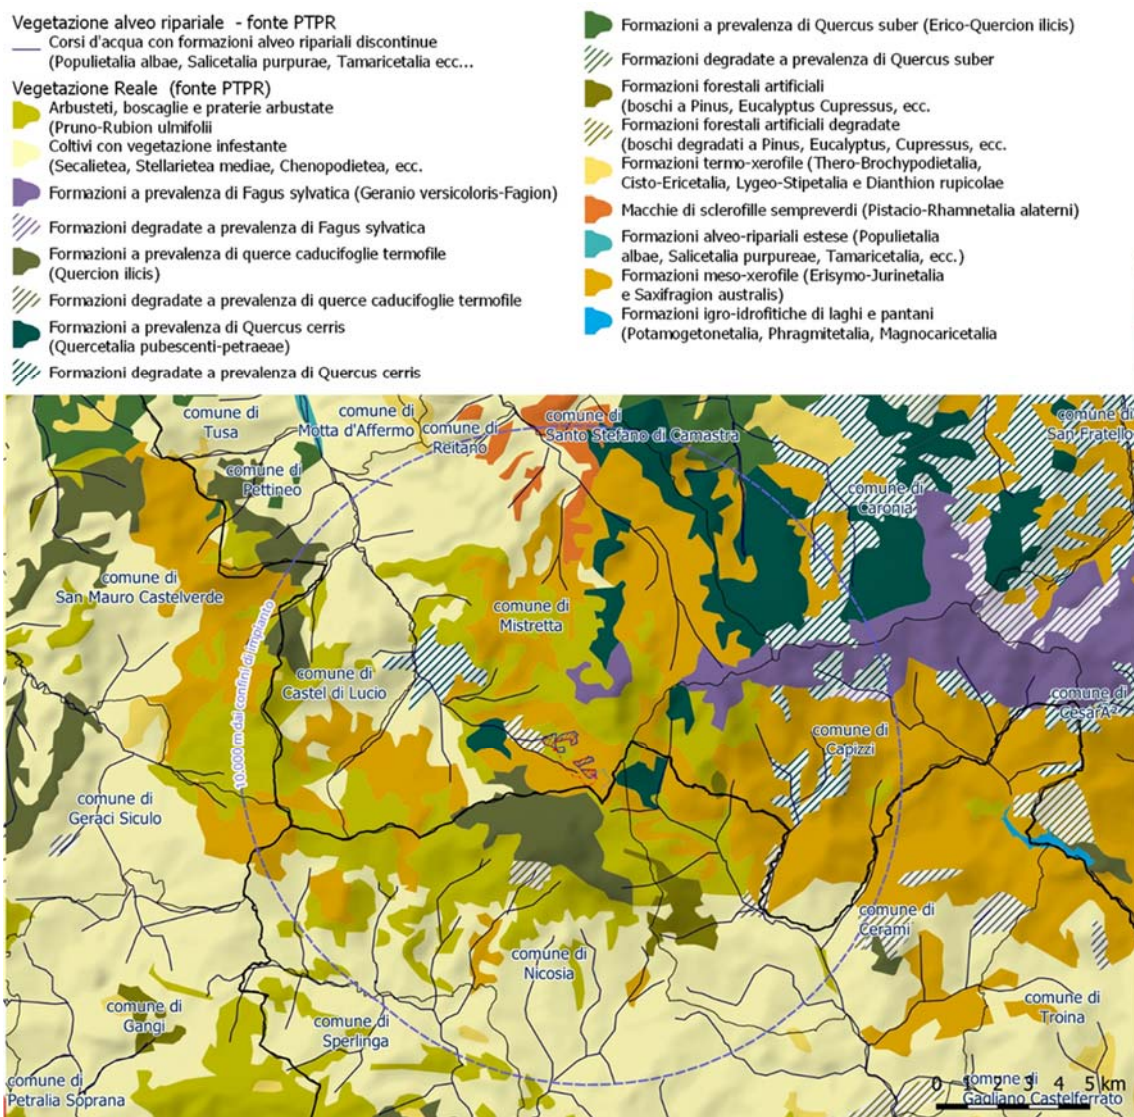 Vegetazione alveo ripariale - fonte PTPR
Corsi d'acqua con formazioni alveo ripariali discontinue
(Populietalia albae, Salicetalia purpurae, Tamaricetalia ecc...
Vegetazione Reale (fonte PTPR)
Arbusteti, boscaglie e praterie arbustate
(Pruno-Rubion ulmifolii
Coltivi con vegetazione infestante
(Secalietea, Stellarietea mediae, Chenopodietea, ecc.
Formazioni a prevalenza di Fagus sylvatica (Geranio versicoloris-Fagion)
Formazioni degradate a prevalenza di Fagus sylvatica
Formazioni a prevalenza di querce caducifoglie termofile
(Quercion ilicis)
Formazioni degradate a prevalenza di querce caducifoglie termofile
Formazioni a prevalenza di Quercus cerris
(Quercetalia pubescenti-petraeae)
Formazioni degradate a prevalenza di Quercus cerris
Formazioni a prevalenza di Quercus suber (Erico-Quercion ilicis)
Formazioni degradate a prevalenza di Quercus suber
Formazioni forestali artificiali
(boschi a Pinus, Eucalyptus Cupressus, ecc.
Formazioni forestali artificiali degradate
(boschi degradati a Pinus, Eucalyptus, Cupressus, ecc.
Formazioni termo-xerofile (Thero-Brochypodietalia,
Cisto-Ericetalia, Lygeo-Stipetalia e Dianthion rupicolae
Macchie di sclerofille sempreverdi (Pistacio-Rhamnetalia alaterni)
Formazioni alveo-ripariali estese (Populietalia
albae, Salicetalia purpureae, Tamaricetalia, ecc.)
Formazioni meso-xerofile (Erisymo-Jurinetalia
e Saxifragion australis)
Formazioni igro-idrofitiche di laghi e pantani
(Potamogetonetalia, Phragmitetalia, Magnocaricetalia
comune di
Tusa
comune di
Motta d'Affermo
comune di
Reitano
comune di
Santo Stefano di Camastra
comune di
San Fratello
comune di
Pettineo
comune di
Caronia
comune di
San Mauro Castelverde
comune di
Mistretta
10.000 m dai confini di impianto
comune di
Castel di Lucio
comune di
CesarÃ²
comune di
Capizzi
comune di
Geraci Siculo
comune di
Cerami
comune di
Nicosia
comune di
Gangi
comune di
Sperlinga
comune di
Troina
comune di
Petralia Soprana
comune di
Gagliano Castelferrato
0 1 2 3 4 5 km